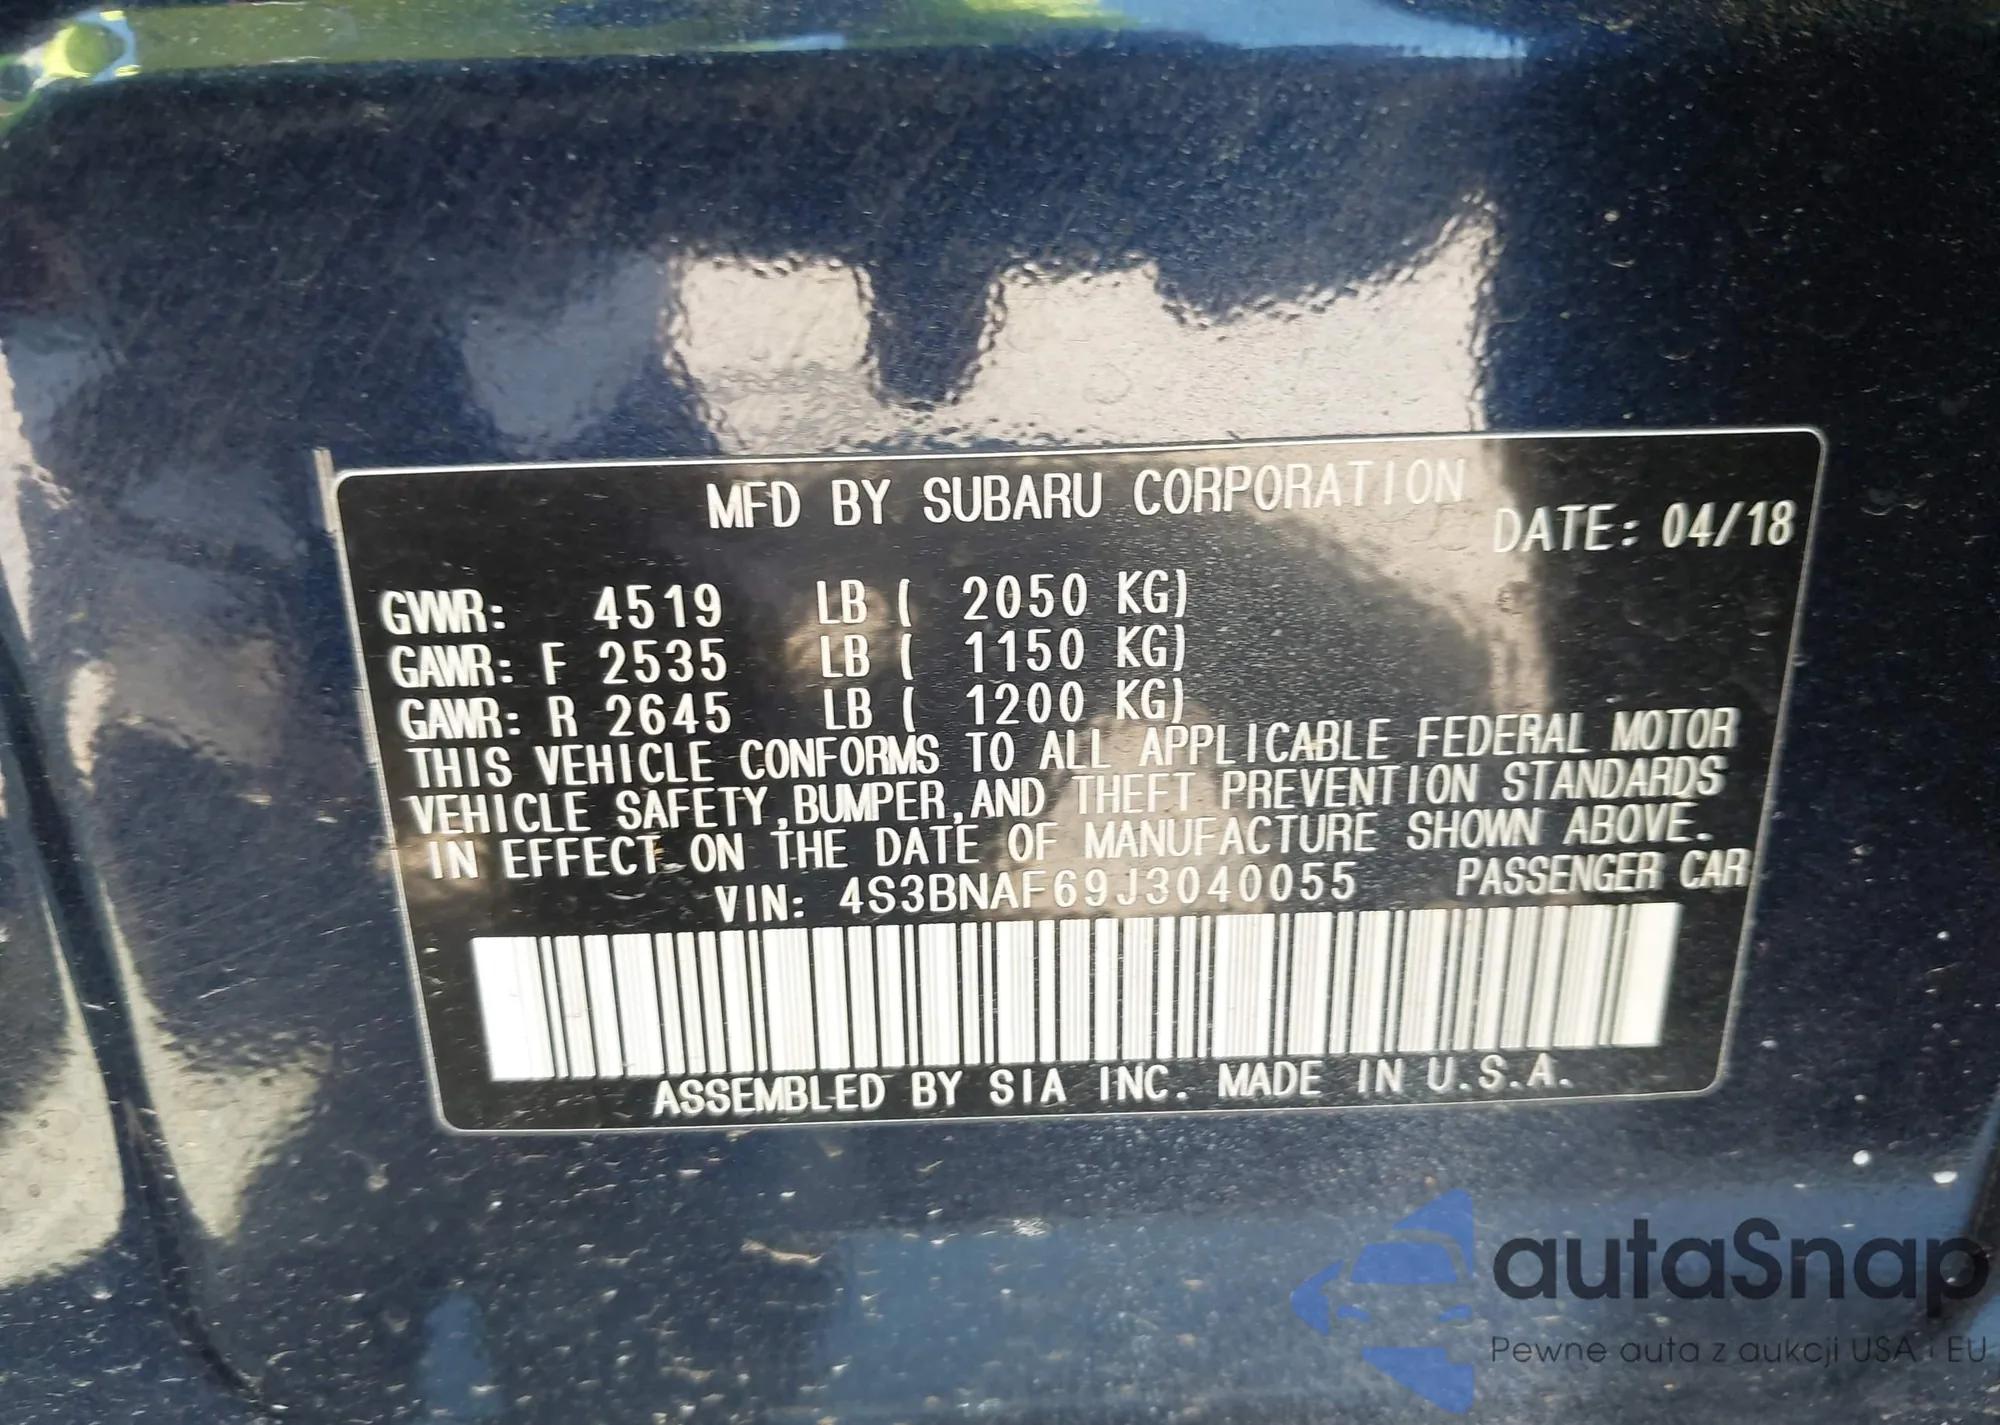 MFD BY SUBARU CORPORATION
DATE: 04/18
GVWR: 4519 LB ( 2050 KG)
GAWR: F 2535 LB ( 1150 KG)
GAWR: R 2645 LB ( 1200 KG)
THIS VEHICLE CONFORMS TO ALL APPLICABLE FEDERAL MOTOR
VEHICLE SAFETY,BUMPER,AND THEFT PREVENTION STANDARDS
IN EFFECT ON THE DATE OF MANUFACTURE SHOWN ABOVE.
VIN: 4S3BNAF69J3040055 PASSENGER CAR
ASSEMBLED BY SIA INC. MADE IN U.S.A.
autaSnap
Pewne auta z aukcji USA i EU